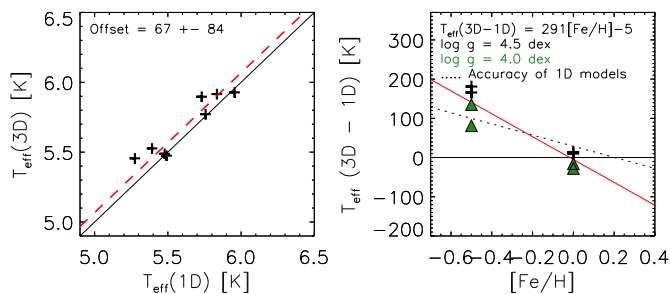 Offset = 67 +- 84
6.5
6.0
5.5
5.0
T_eff(3D) [K]
5.0 5.5 6.0 6.5
T_eff(1D) [K]
T_eff(3D-1D) = 291[Fe/H]-5
log g = 4.5 dex
log g = 4.0 dex
Accuracy of 1D models
300
200
100
0
-100
-200
T_eff (3D - 1D) [K]
-0.6 -0.4 -0.2 0.0 0.2 0.4
[Fe/H]